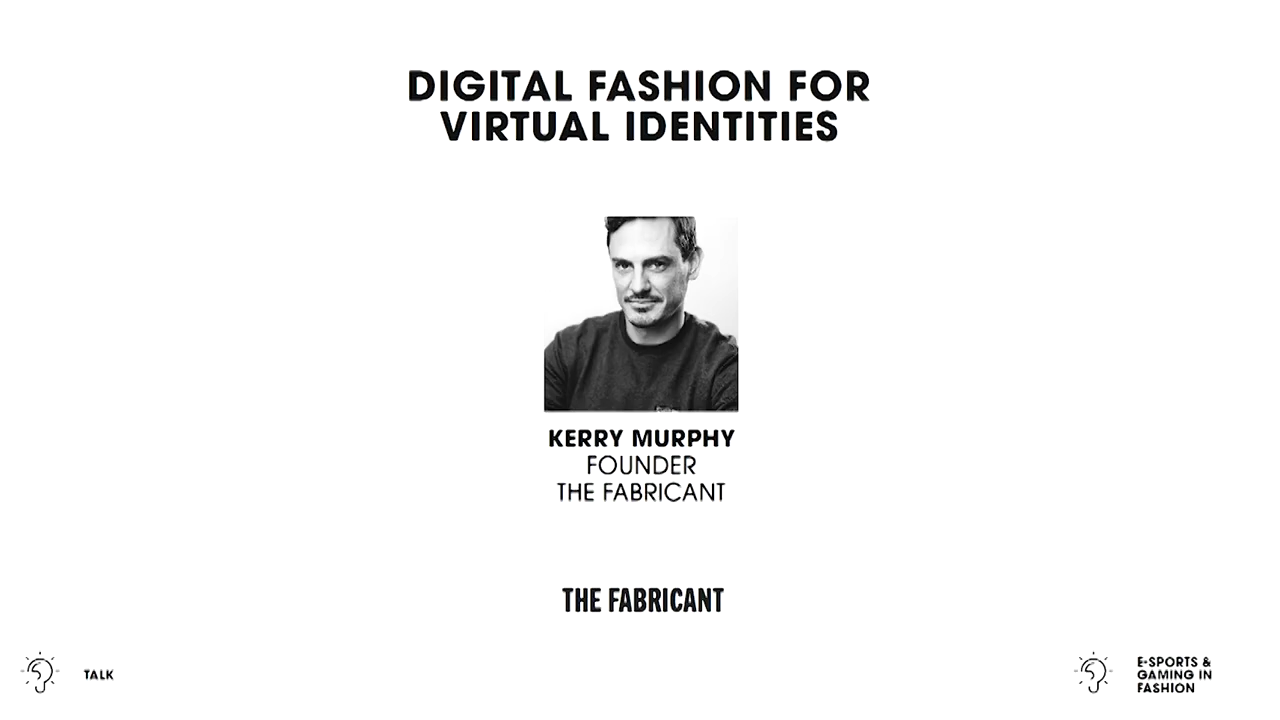 DIGITAL FASHION FOR
VIRTUAL IDENTITIES
KERRY MURPHY
FOUNDER
THE FABRICANT
THE FABRICANT
TALK
E-SPORTS &
GAMING IN
FASHION